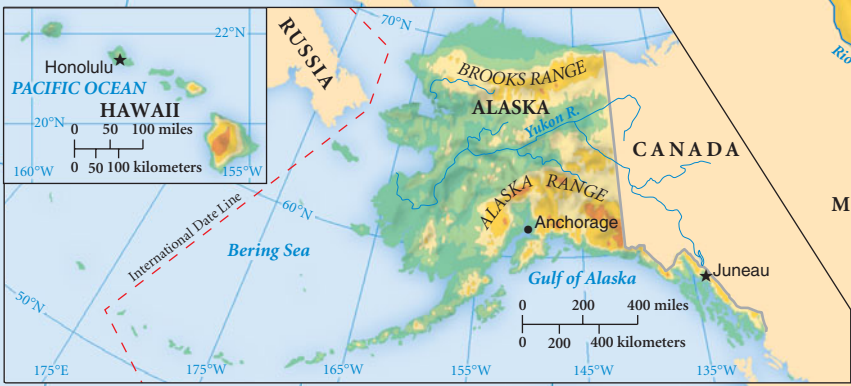 22°N
Honolulu
PACIFIC OCEAN
HAWAII
20°N
0 50 100 miles
0 50 100 kilometers
160°W
155°W
RUSSIA
70°N
BROOKS RANGE
ALASKA
Yukon R.
CANADA
ALASKA RANGE
Anchorage
Juneau
International Date Line
60°N
Bering Sea
Gulf of Alaska
0 200 400 miles
0 200 400 kilometers
50°N
175°E
175°W
165°W
155°W
145°W
135°W
Rio
M